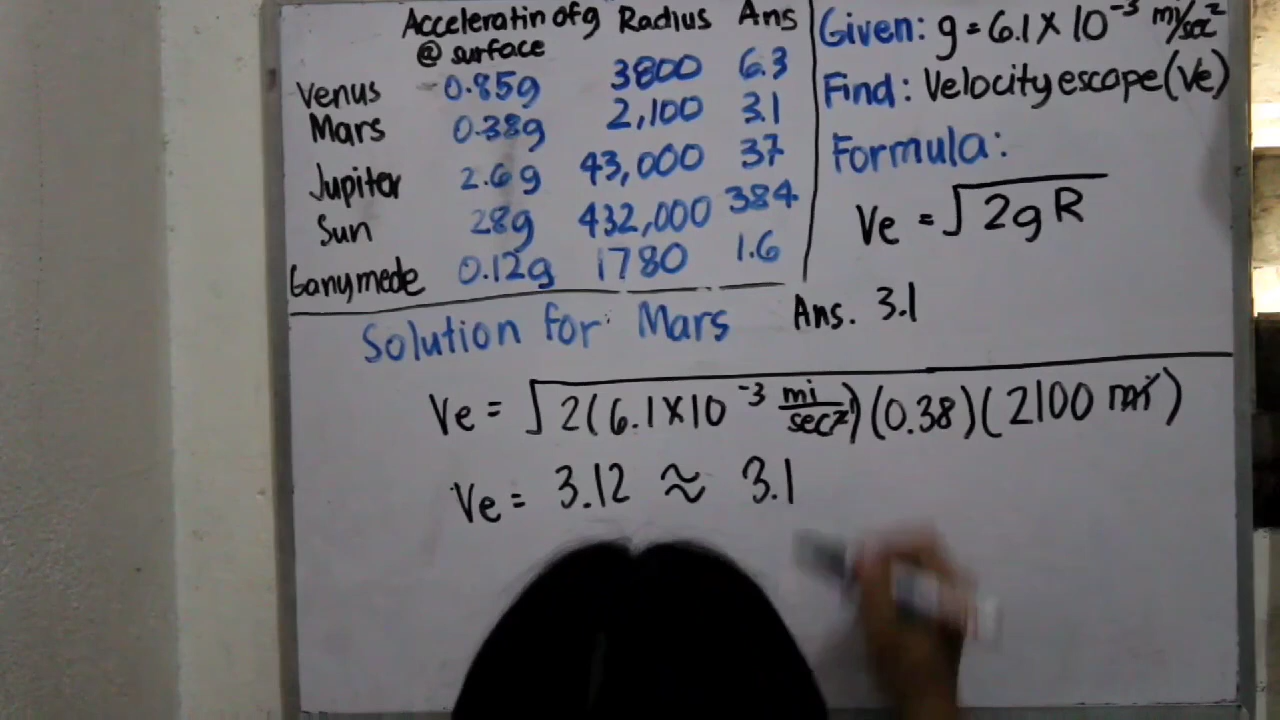 Acceleratin of g Radius Ans
@ surface
Venus 0.85g 3800 6.3
Mars 0.38g 2,100 3.1
Jupiter 2.6g 43,000 37
Sun 28g 432,000 384
Ganymede 0.12g 1780 1.6
Given: g = 6.1 X 10⁻³ mi/sec²
Find: Velocity escape (Ve)
Formula:
Ve = √2gR
Solution for: Mars Ans. 3.1
Ve = √2(6.1X10⁻³ mi/sec²)(0.38)(2100 mi)
Ve = 3.12 ≈ 3.1